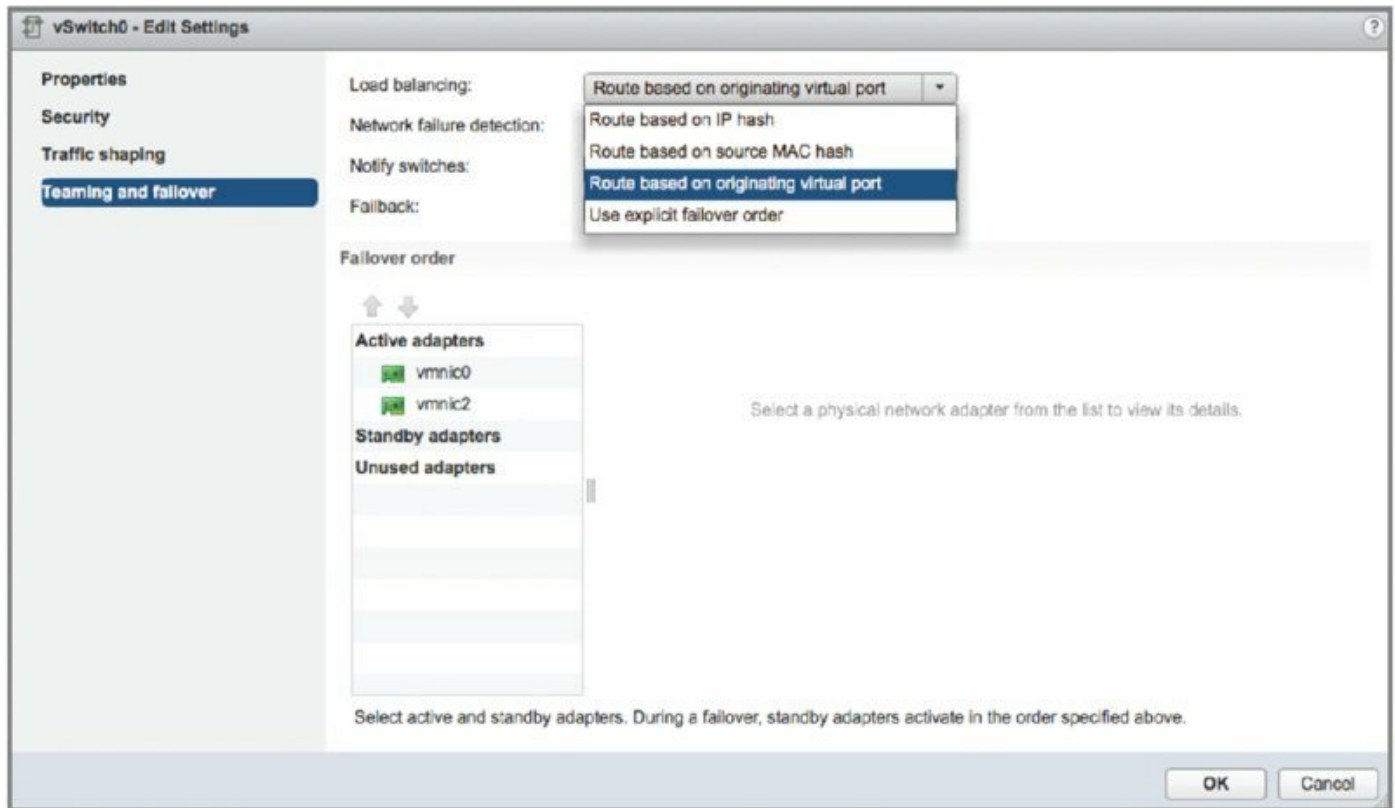 vSwitch0 - Edit Settings
?
Properties
Security
Traffic shaping
Teaming and failover
Load balancing:
Route based on originating virtual port
Route based on IP hash
Route based on source MAC hash
Route based on originating virtual port
Use explicit failover order
Network failure detection:
Notify switches:
Failback:
Failover order
Active adapters
vmnic0
vmnic2
Standby adapters
Unused adapters
Select a physical network adapter from the list to view its details.
Select active and standby adapters. During a failover, standby adapters activate in the order specified above.
OK
Cancel